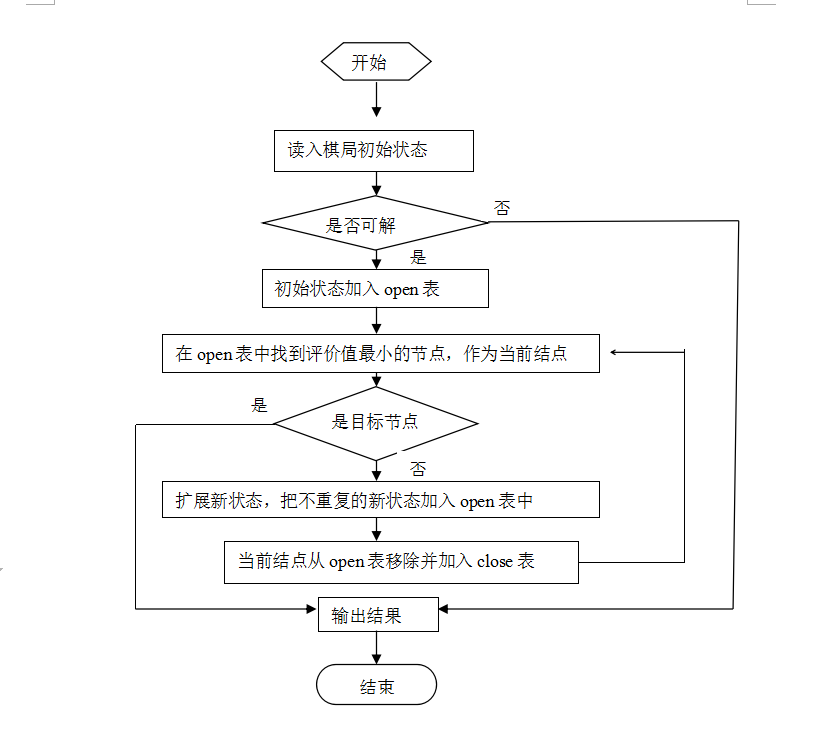 开始
读入棋局初始状态
否
是否可解
是
初始状态加入 open 表
在 open 表中找到评价值最小的节点，作为当前结点
是
是目标节点
否
扩展新状态，把不重复的新状态加入 open 表中
当前结点从 open 表移除并加入 close 表
输出结果
结束